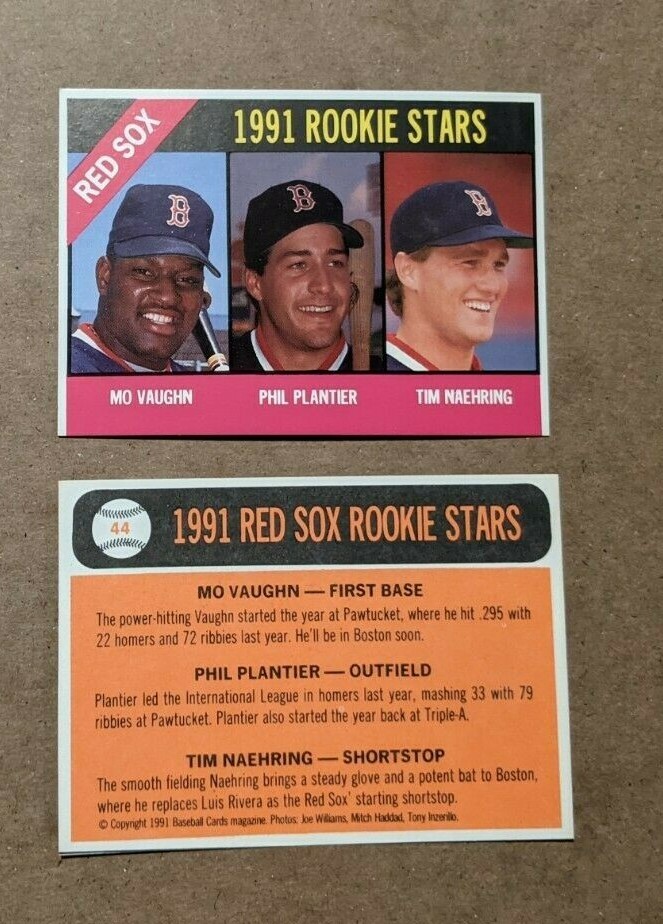 RED SOX
1991 ROOKIE STARS
B
B
B
MO VAUGHN
PHIL PLANTIER
TIM NAEHRING
44
1991 RED SOX ROOKIE STARS
MO VAUGHN — FIRST BASE
The power-hitting Vaughn started the year at Pawtucket, where he hit .295 with
22 homers and 72 ribbies last year. He'll be in Boston soon.
PHIL PLANTIER — OUTFIELD
Plantier led the International League in homers last year, mashing 33 with 79
ribbies at Pawtucket. Plantier also started the year back at Triple-A.
TIM NAEHRING — SHORTSTOP
The smooth fielding Naehring brings a steady glove and a potent bat to Boston,
where he replaces Luis Rivera as the Red Sox' starting shortstop.
© Copyright 1991 Baseball Cards magazine. Photos: Joe Williams, Mitch Haddad, Tony Inzerillo.